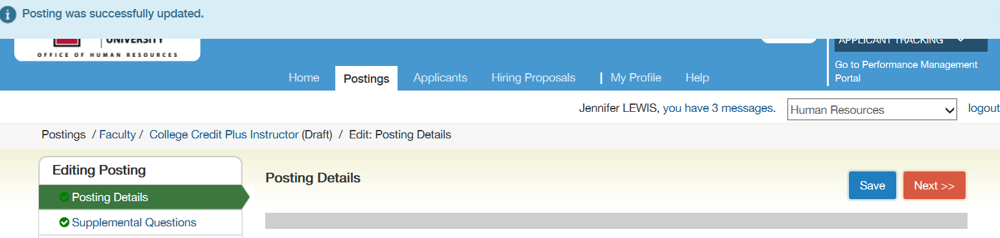 Posting was successfully updated.
UNIVERSITY
OFFICE OF HUMAN RESOURCES
APPLICANT TRACKING
Go to Performance Management
Portal
Home Postings Applicants Hiring Proposals | My Profile Help
Jennifer LEWIS, you have 3 messages. Human Resources logout
Postings / Faculty / College Credit Plus Instructor (Draft) / Edit: Posting Details
Editing Posting
Posting Details
Supplemental Questions
Posting Details
Save Next >>